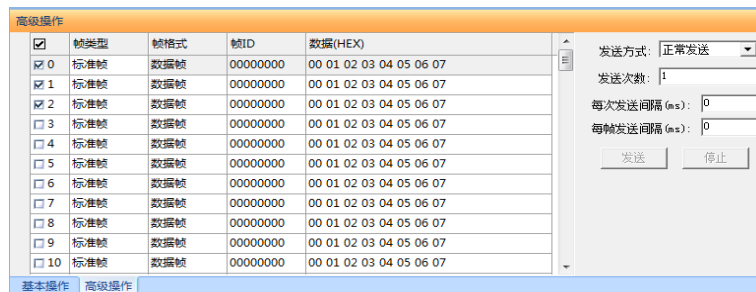 高级操作
帧类型 帧格式 帧ID 数据(HEX)
0 标准帧 数据帧 00000000 00 01 02 03 04 05 06 07
1 标准帧 数据帧 00000000 00 01 02 03 04 05 06 07
2 标准帧 数据帧 00000000 00 01 02 03 04 05 06 07
3 标准帧 数据帧 00000000 00 01 02 03 04 05 06 07
4 标准帧 数据帧 00000000 00 01 02 03 04 05 06 07
5 标准帧 数据帧 00000000 00 01 02 03 04 05 06 07
6 标准帧 数据帧 00000000 00 01 02 03 04 05 06 07
7 标准帧 数据帧 00000000 00 01 02 03 04 05 06 07
8 标准帧 数据帧 00000000 00 01 02 03 04 05 06 07
9 标准帧 数据帧 00000000 00 01 02 03 04 05 06 07
10 标准帧 数据帧 00000000 00 01 02 03 04 05 06 07
发送方式: 正常发送
发送次数: 1
每次发送间隔(ms): 0
每帧发送间隔(ms): 0
发送 停止
基本操作 高级操作